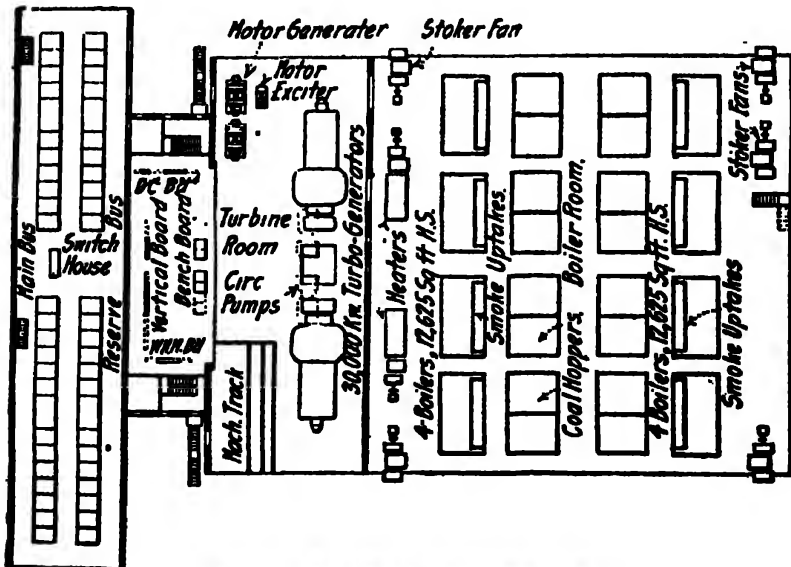 Motor Generater
Stoker Fan
Motor
Exciter
Stoker Fans
DC BD
Main Bus
Switch
House
Reserve
Bus
Vertical Board
Bench Board
Turbine
Room
Circ
Pumps
Mach. Track
30,000 Kw. Turbo-Generators
Heaters
4-Boilers, 12,625 Sq ft. H.S.
Smoke Uptakes.
Coal Hoppers, Boiler Room.
4 Boilers, 12,625 Sq ft. H.S.
Smoke Uptakes